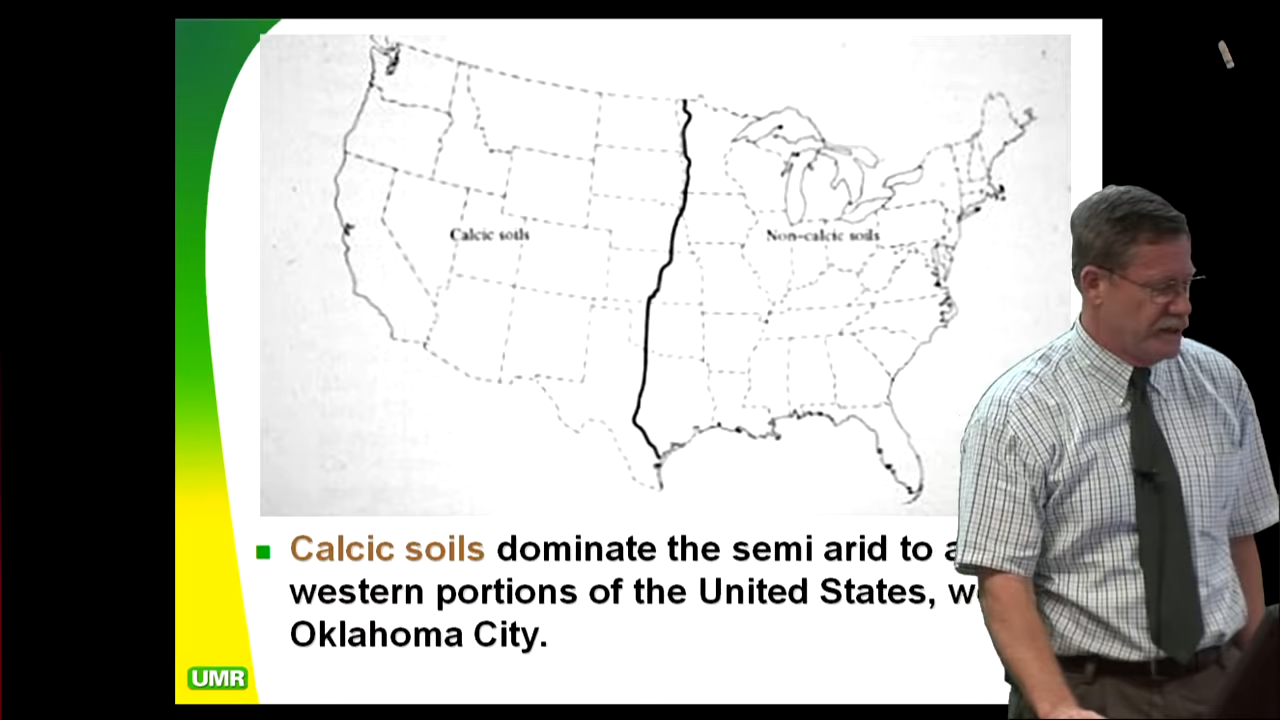 Calcic soils
Non-calcic soils
Calcic soils dominate the semi arid to
western portions of the United States,
Oklahoma City.
UMR